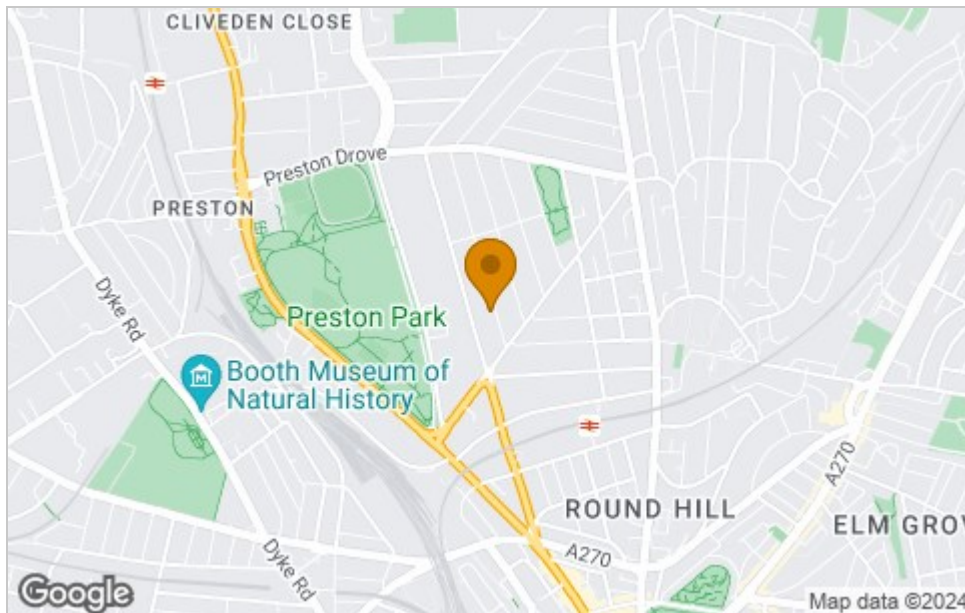 CLIVEDEN CLOSE
Preston Drove
PRESTON
Dyke Rd
Preston Park
Booth Museum of
Natural History
M
A270
ROUND HILL
ELM GROV
Dyke Rd
A270
Google
Map data ©2024